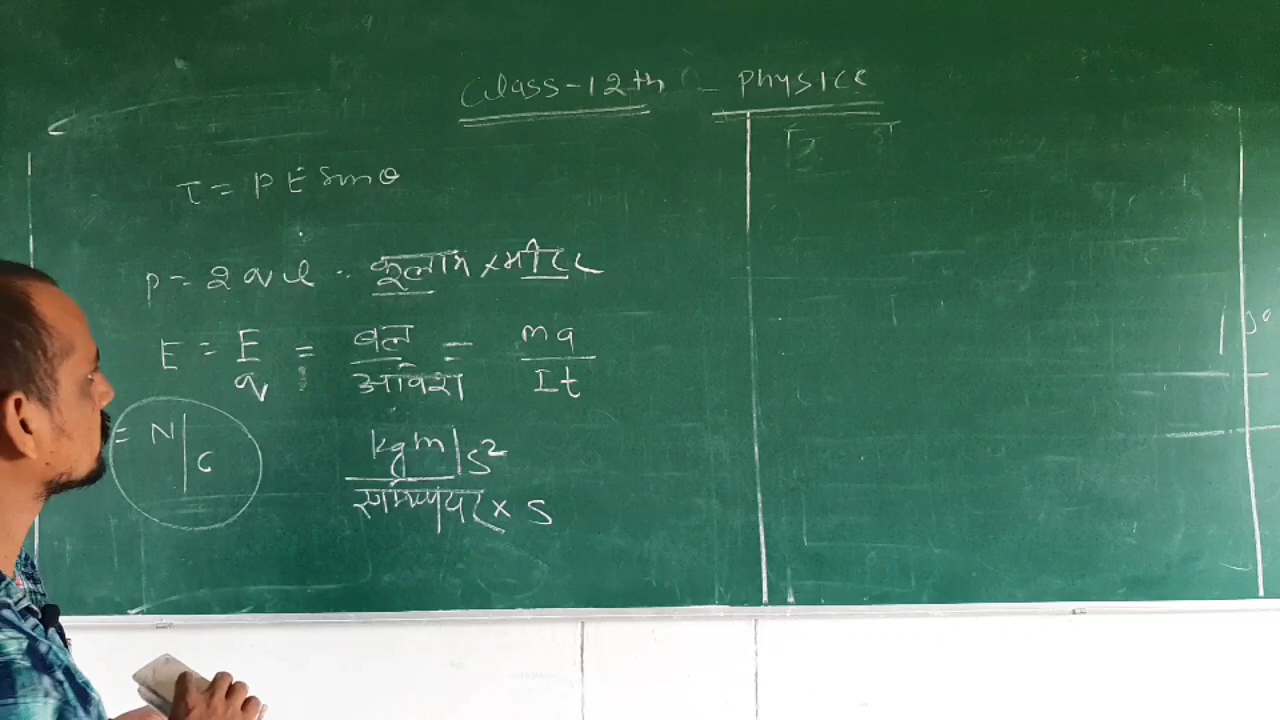 Class-12th - Physics
τ = PE Sinθ
P = 2ql - कूलाम × मीटर
E = E/q = बल/आवेश = ma/It
= N/C
kgm/s²
एम्पियर × S